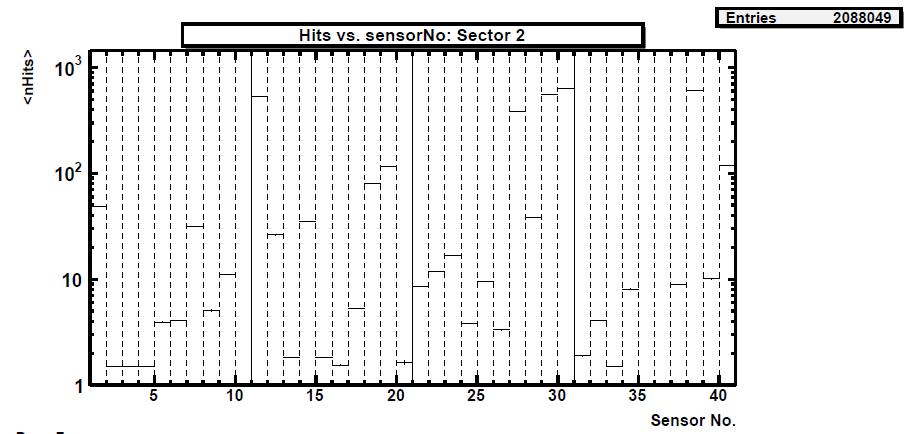 Entries 2088049
Hits vs. sensorNo: Sector 2
<nHits>
10³
10²
10
1
5 10 15 20 25 30 35 40
Sensor No.